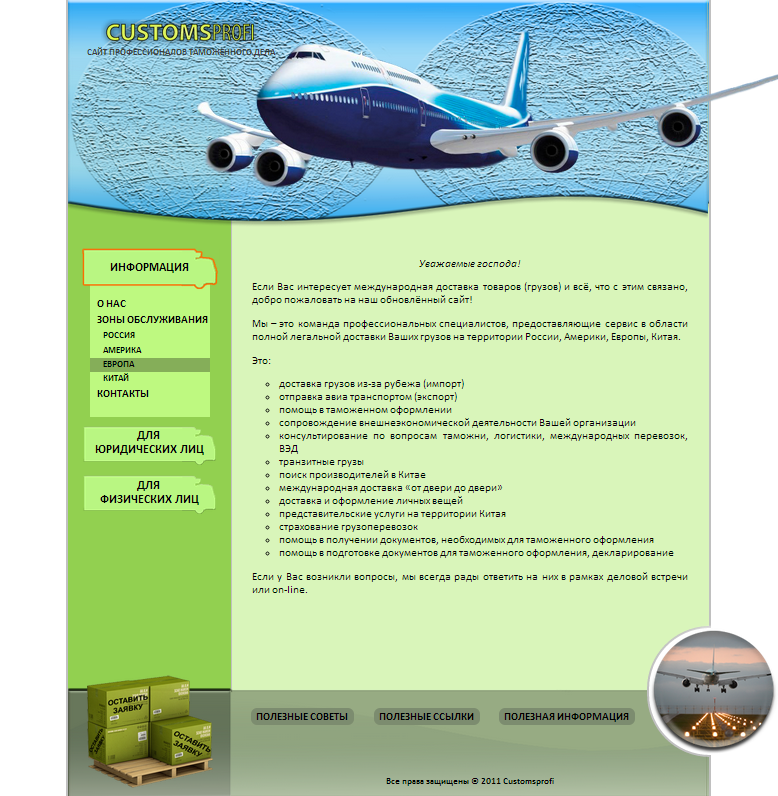 CUSTOMSPROFI
САЙТ ПРОФЕССИОНАЛОВ ТАМОЖЕННОГО ДЕЛА
ИНФОРМАЦИЯ
О НАС
ЗОНЫ ОБСЛУЖИВАНИЯ
РОССИЯ
АМЕРИКА
ЕВРОПА
КИТАЙ
КОНТАКТЫ
ДЛЯ
ЮРИДИЧЕСКИХ ЛИЦ
ДЛЯ
ФИЗИЧЕСКИХ ЛИЦ
Уважаемые господа!
Если Вас интересует международная доставка товаров (грузов) и всё, что с этим связано,
добро пожаловать на наш обновлённый сайт!
Мы – это команда профессиональных специалистов, предоставляющие сервис в области
полной легальной доставки Ваших грузов на территории России, Америки, Европы, Китая.
Это:
доставка грузов из-за рубежа (импорт)
отправка авиа транспортом (экспорт)
помощь в таможенном оформлении
сопровождение внешнеэкономической деятельности Вашей организации
консультирование по вопросам таможни, логистики, международных перевозок,
ВЭД
транзитные грузы
поиск производителей в Китае
международная доставка «от двери до двери»
доставка и оформление личных вещей
представительские услуги на территории Китая
страхование грузоперевозок
помощь в получении документов, необходимых для таможенного оформления
помощь в подготовке документов для таможенного оформления, декларирование
Если у Вас возникли вопросы, мы всегда рады ответить на них в рамках деловой встречи
или on-line.
ОСТАВИТЬ
ЗАЯВКУ
ОСТАВИТЬ
ЗАЯВКУ
ПОЛЕЗНЫЕ СОВЕТЫ
ПОЛЕЗНЫЕ ССЫЛКИ
ПОЛЕЗНАЯ ИНФОРМАЦИЯ
Все права защищены © 2011 Customsprofi